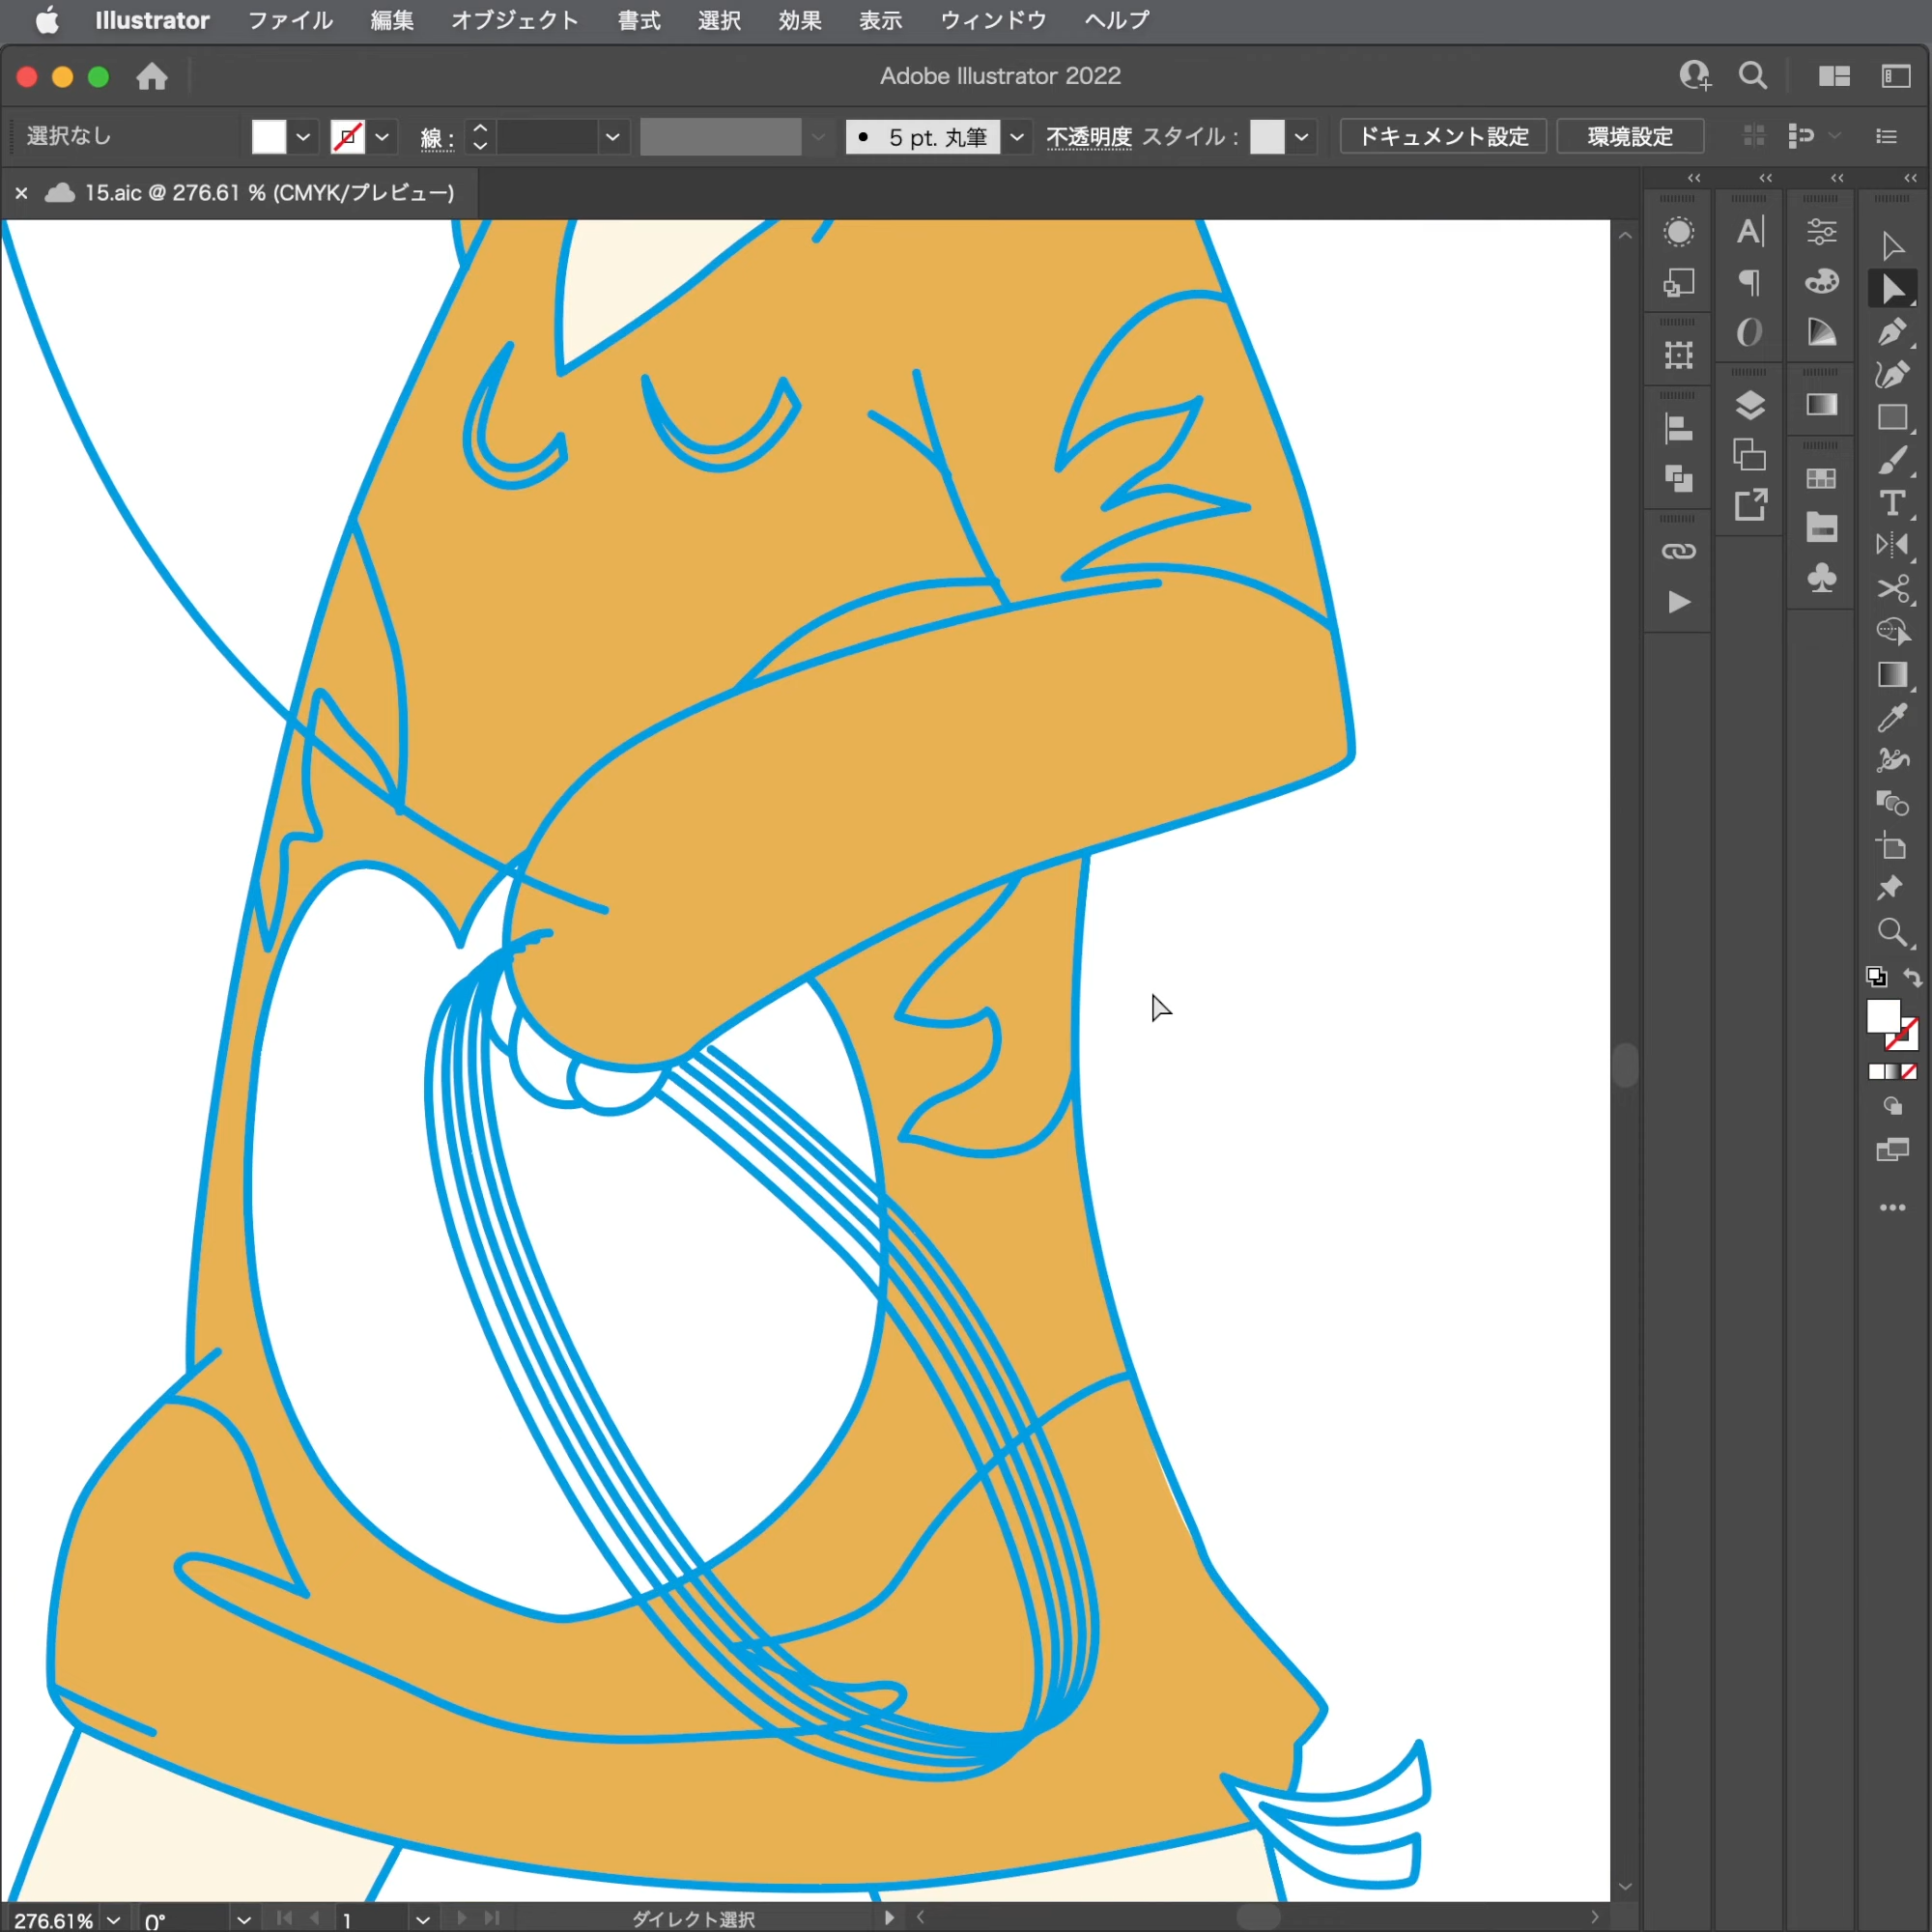 Illustrator ファイル 編集 オブジェクト 書式 選択 効果 表示 ウィンドウ ヘルプ
Adobe Illustrator 2022
選択なし 線 : 5 pt. 丸筆 不透明度 スタイル : ドキュメント設定 環境設定
15.aic @ 276.61 % (CMYK/プレビュー)
276.61% 0° 1 ダイレクト選択